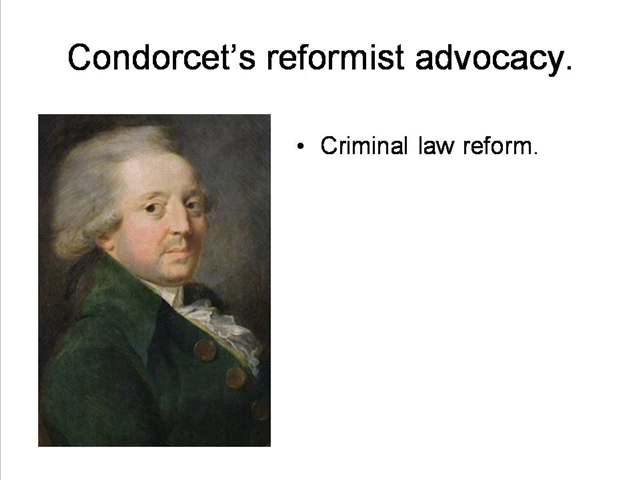 Condorcet’s reformist advocacy.
• Criminal law reform.